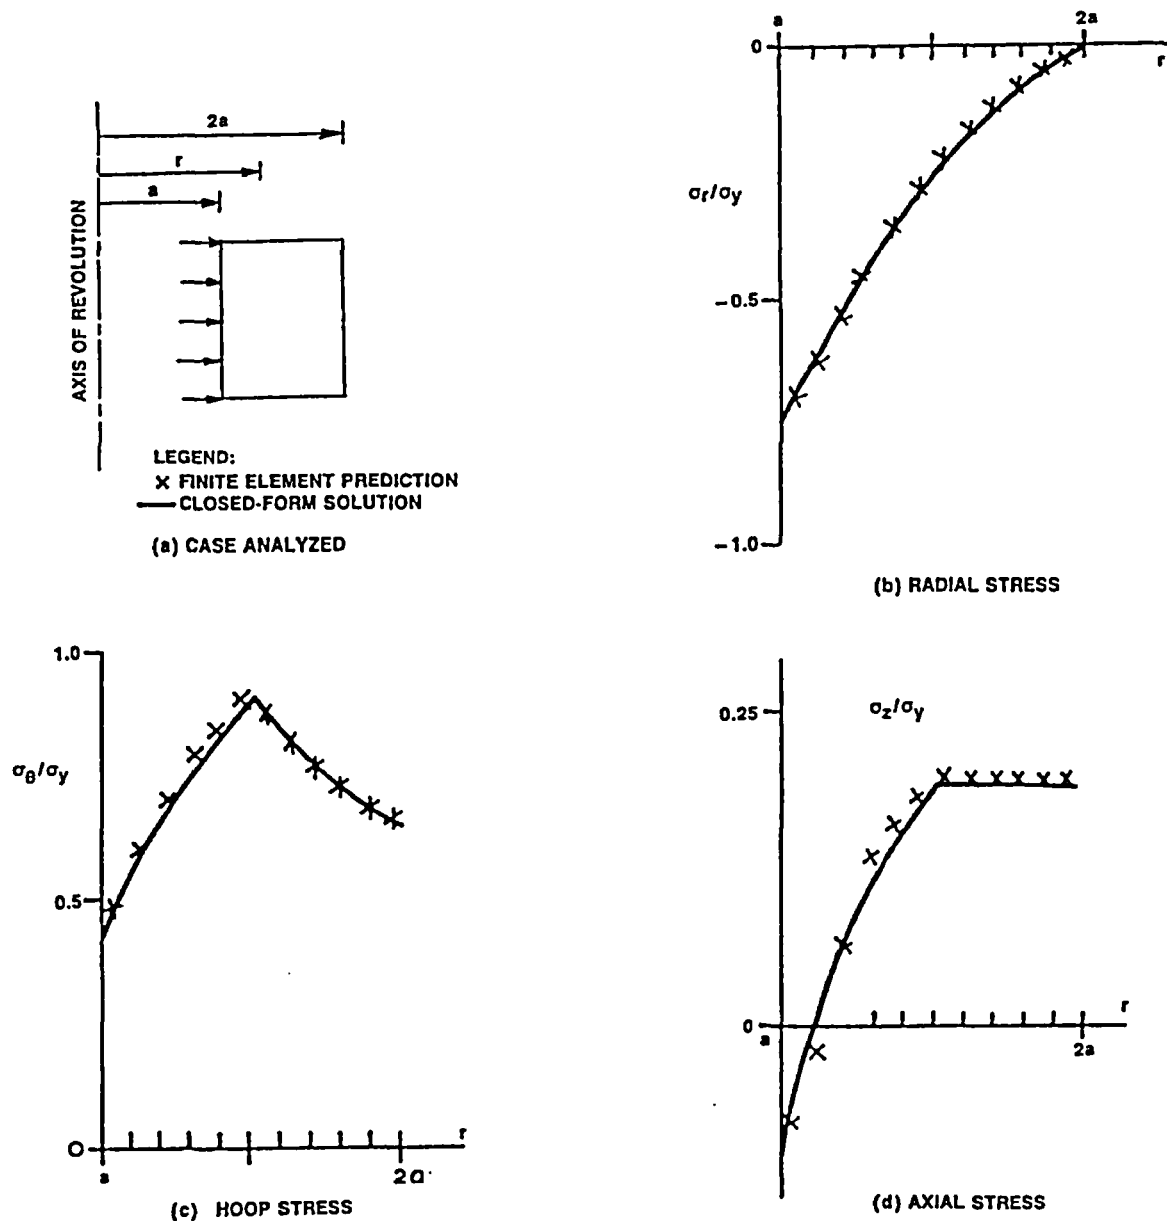 2a
r
a
AXIS OF REVOLUTION
LEGEND:
× FINITE ELEMENT PREDICTION
— CLOSED-FORM SOLUTION
(a) CASE ANALYZED
a
2a
0
r
σr/σy
-0.5
-1.0
(b) RADIAL STRESS
1.0
σθ/σy
0.5
0
r
a
2a
(c) HOOP STRESS
σz/σy
0.25
r
0
a
2a
(d) AXIAL STRESS